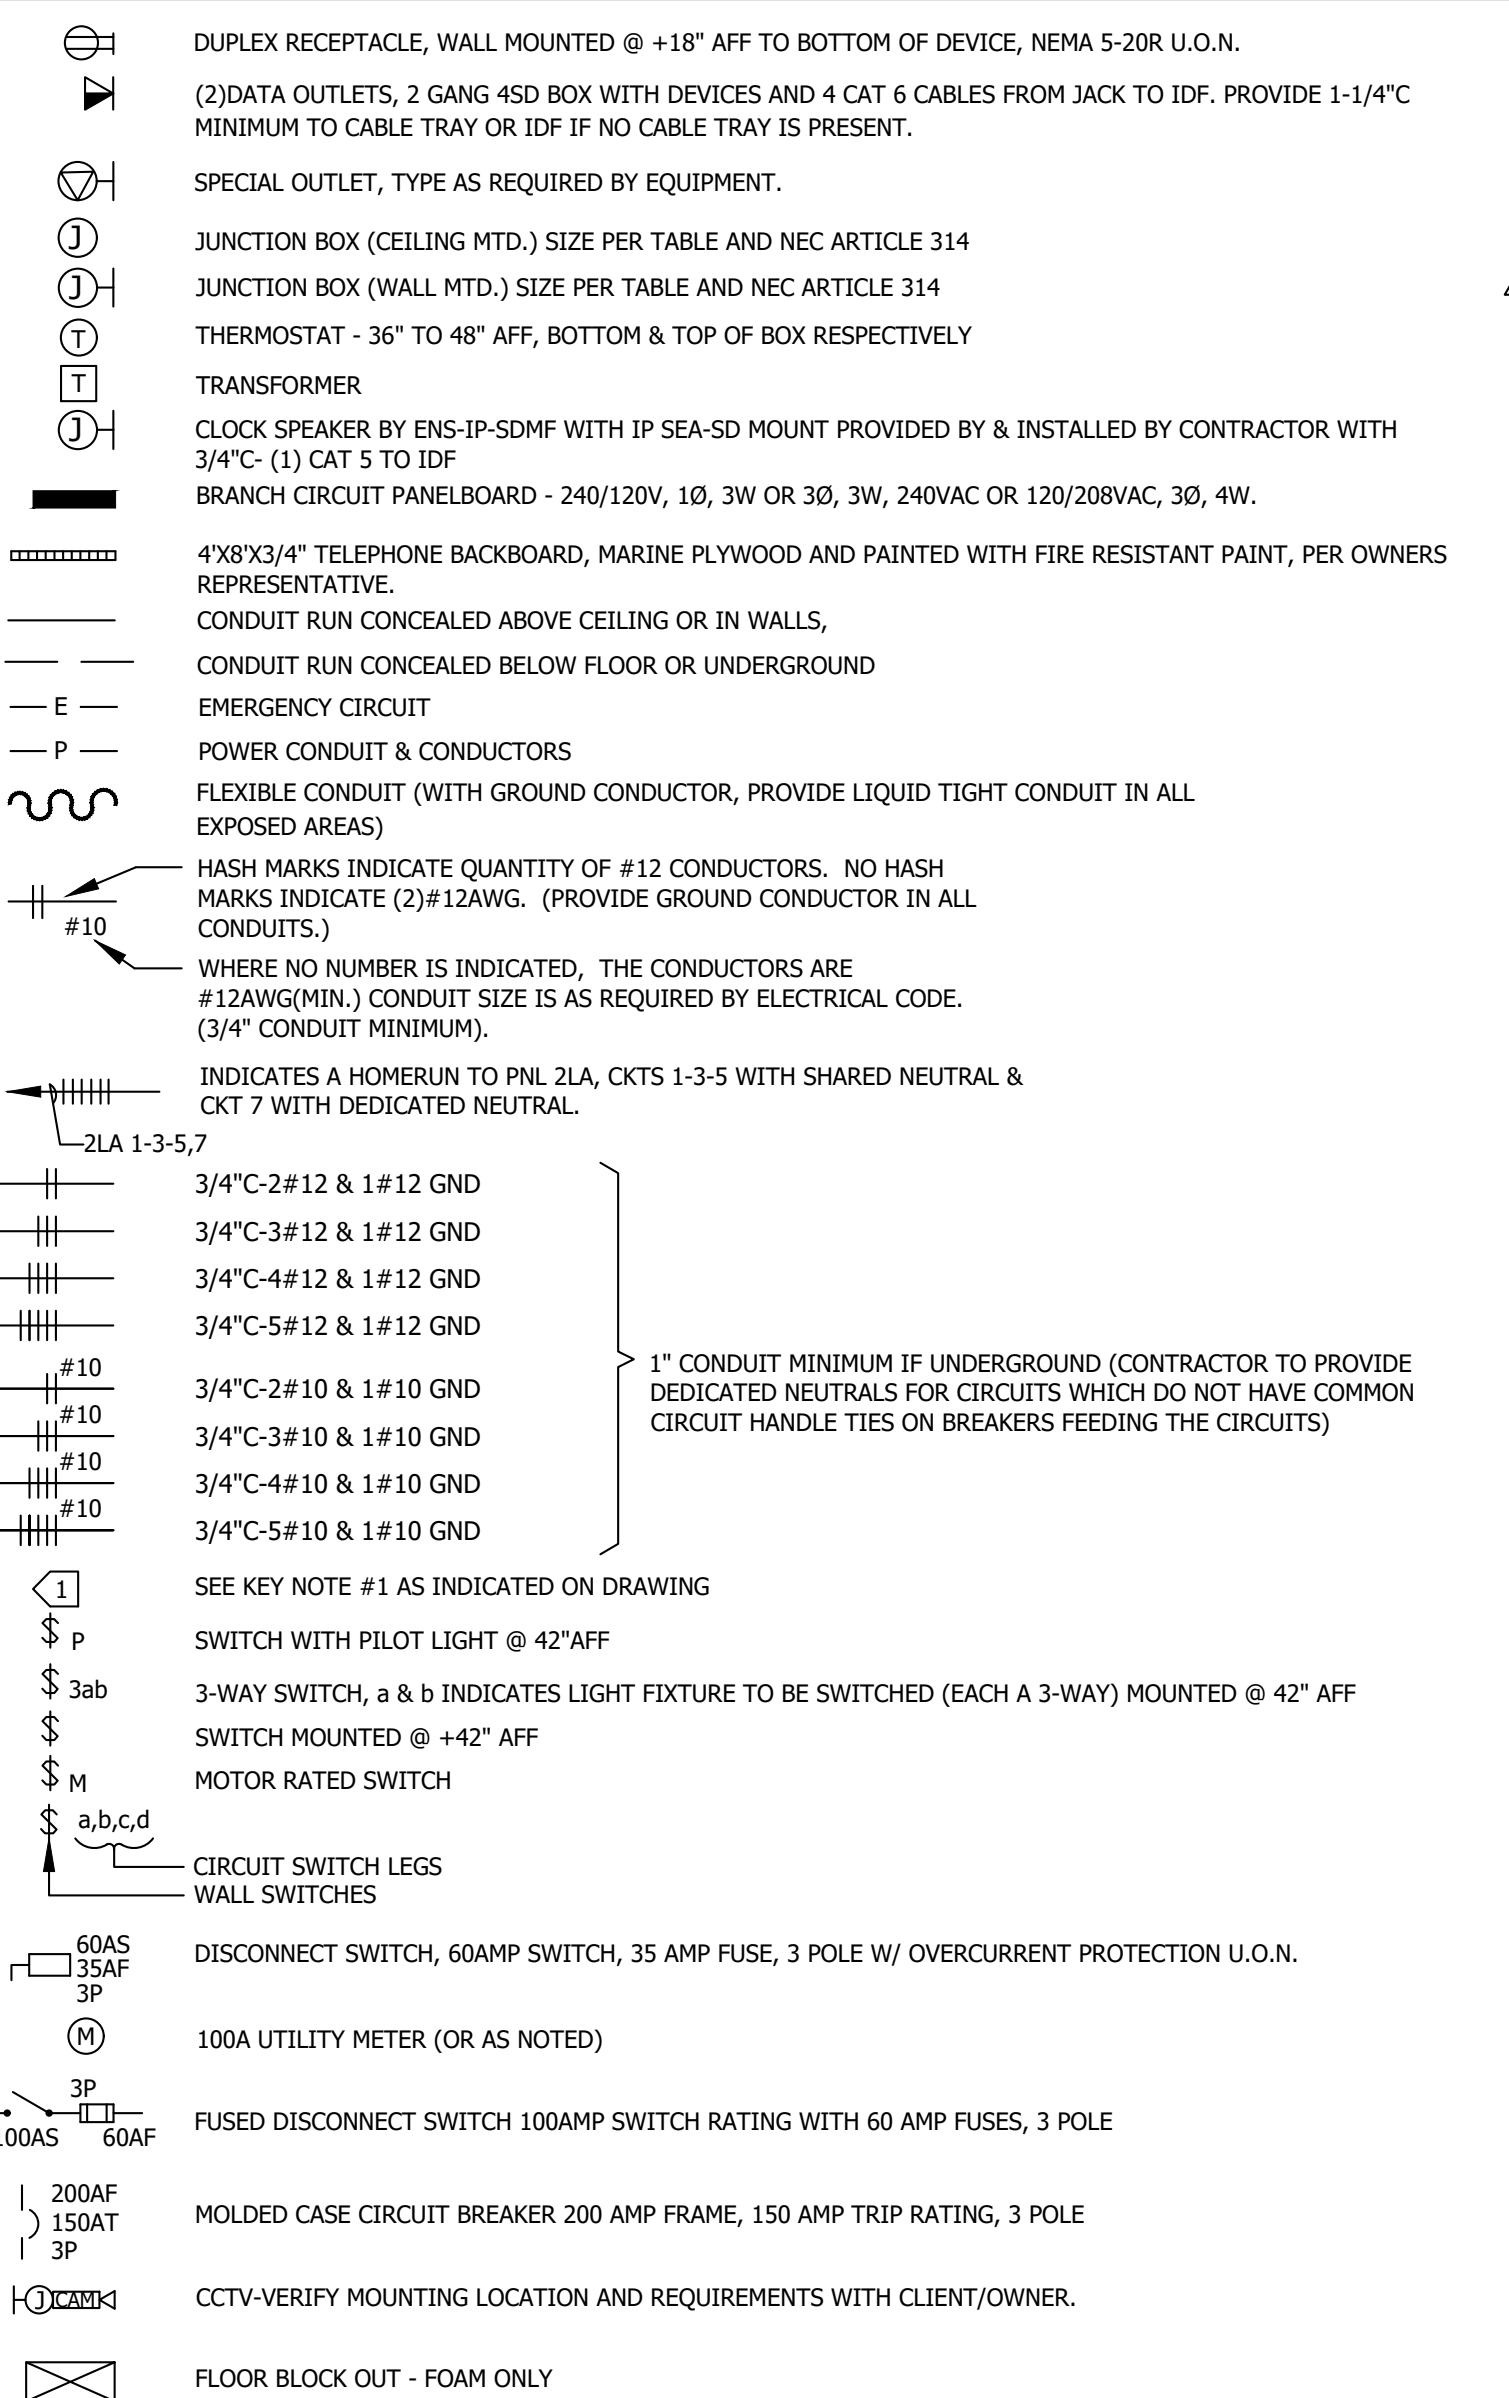 DUPLEX RECEPTACLE, WALL MOUNTED @ +18" AFF TO BOTTOM OF DEVICE, NEMA 5-20R U.O.N.
(2)DATA OUTLETS, 2 GANG 4SD BOX WITH DEVICES AND 4 CAT 6 CABLES FROM JACK TO IDF. PROVIDE 1-1/4"C
MINIMUM TO CABLE TRAY OR IDF IF NO CABLE TRAY IS PRESENT.
SPECIAL OUTLET, TYPE AS REQUIRED BY EQUIPMENT.
J JUNCTION BOX (CEILING MTD.) SIZE PER TABLE AND NEC ARTICLE 314
J JUNCTION BOX (WALL MTD.) SIZE PER TABLE AND NEC ARTICLE 314
T THERMOSTAT - 36" TO 48" AFF, BOTTOM & TOP OF BOX RESPECTIVELY
T TRANSFORMER
J CLOCK SPEAKER BY ENS-IP-SDMF WITH IP SEA-SD MOUNT PROVIDED BY & INSTALLED BY CONTRACTOR WITH
3/4"C- (1) CAT 5 TO IDF
BRANCH CIRCUIT PANELBOARD - 240/120V, 1Ø, 3W OR 3Ø, 3W, 240VAC OR 120/208VAC, 3Ø, 4W.
4'X8'X3/4" TELEPHONE BACKBOARD, MARINE PLYWOOD AND PAINTED WITH FIRE RESISTANT PAINT, PER OWNERS
REPRESENTATIVE.
CONDUIT RUN CONCEALED ABOVE CEILING OR IN WALLS,
CONDUIT RUN CONCEALED BELOW FLOOR OR UNDERGROUND
E EMERGENCY CIRCUIT
P POWER CONDUIT & CONDUCTORS
FLEXIBLE CONDUIT (WITH GROUND CONDUCTOR, PROVIDE LIQUID TIGHT CONDUIT IN ALL
EXPOSED AREAS)
HASH MARKS INDICATE QUANTITY OF #12 CONDUCTORS. NO HASH
MARKS INDICATE (2)#12AWG. (PROVIDE GROUND CONDUCTOR IN ALL
CONDUITS.)
#10
WHERE NO NUMBER IS INDICATED, THE CONDUCTORS ARE
#12AWG(MIN.) CONDUIT SIZE IS AS REQUIRED BY ELECTRICAL CODE.
(3/4" CONDUIT MINIMUM).
INDICATES A HOMERUN TO PNL 2LA, CKTS 1-3-5 WITH SHARED NEUTRAL &
CKT 7 WITH DEDICATED NEUTRAL.
2LA 1-3-5,7
3/4"C-2#12 & 1#12 GND
3/4"C-3#12 & 1#12 GND
3/4"C-4#12 & 1#12 GND
3/4"C-5#12 & 1#12 GND
#10
3/4"C-2#10 & 1#10 GND
#10
3/4"C-3#10 & 1#10 GND
#10
3/4"C-4#10 & 1#10 GND
#10
3/4"C-5#10 & 1#10 GND
1" CONDUIT MINIMUM IF UNDERGROUND (CONTRACTOR TO PROVIDE
DEDICATED NEUTRALS FOR CIRCUITS WHICH DO NOT HAVE COMMON
CIRCUIT HANDLE TIES ON BREAKERS FEEDING THE CIRCUITS)
1 SEE KEY NOTE #1 AS INDICATED ON DRAWING
$ P SWITCH WITH PILOT LIGHT @ 42"AFF
$ 3ab 3-WAY SWITCH, a & b INDICATES LIGHT FIXTURE TO BE SWITCHED (EACH A 3-WAY) MOUNTED @ 42" AFF
$ SWITCH MOUNTED @ +42" AFF
$ M MOTOR RATED SWITCH
$ a,b,c,d
CIRCUIT SWITCH LEGS
WALL SWITCHES
60AS
35AF
3P
DISCONNECT SWITCH, 60AMP SWITCH, 35 AMP FUSE, 3 POLE W/ OVERCURRENT PROTECTION U.O.N.
M 100A UTILITY METER (OR AS NOTED)
3P
00AS 60AF
FUSED DISCONNECT SWITCH 100AMP SWITCH RATING WITH 60 AMP FUSES, 3 POLE
200AF
150AT
3P
MOLDED CASE CIRCUIT BREAKER 200 AMP FRAME, 150 AMP TRIP RATING, 3 POLE
J CAM CCTV-VERIFY MOUNTING LOCATION AND REQUIREMENTS WITH CLIENT/OWNER.
FLOOR BLOCK OUT - FOAM ONLY